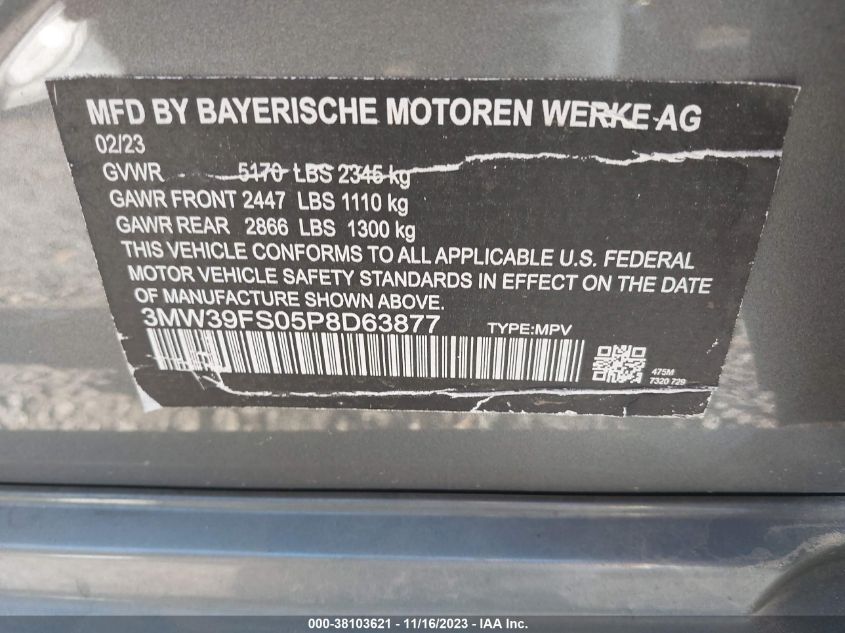 MFD BY BAYERISCHE MOTOREN WERKE AG
02/23
GVWR 5170 LBS 2345 kg
GAWR FRONT 2447 LBS 1110 kg
GAWR REAR 2866 LBS 1300 kg
THIS VEHICLE CONFORMS TO ALL APPLICABLE U.S. FEDERAL
MOTOR VEHICLE SAFETY STANDARDS IN EFFECT ON THE DATE
OF MANUFACTURE SHOWN ABOVE.
3MW39FS05P8D63877 TYPE:MPV
475M
7320 729
000-38103621 - 11/16/2023 - IAA Inc.